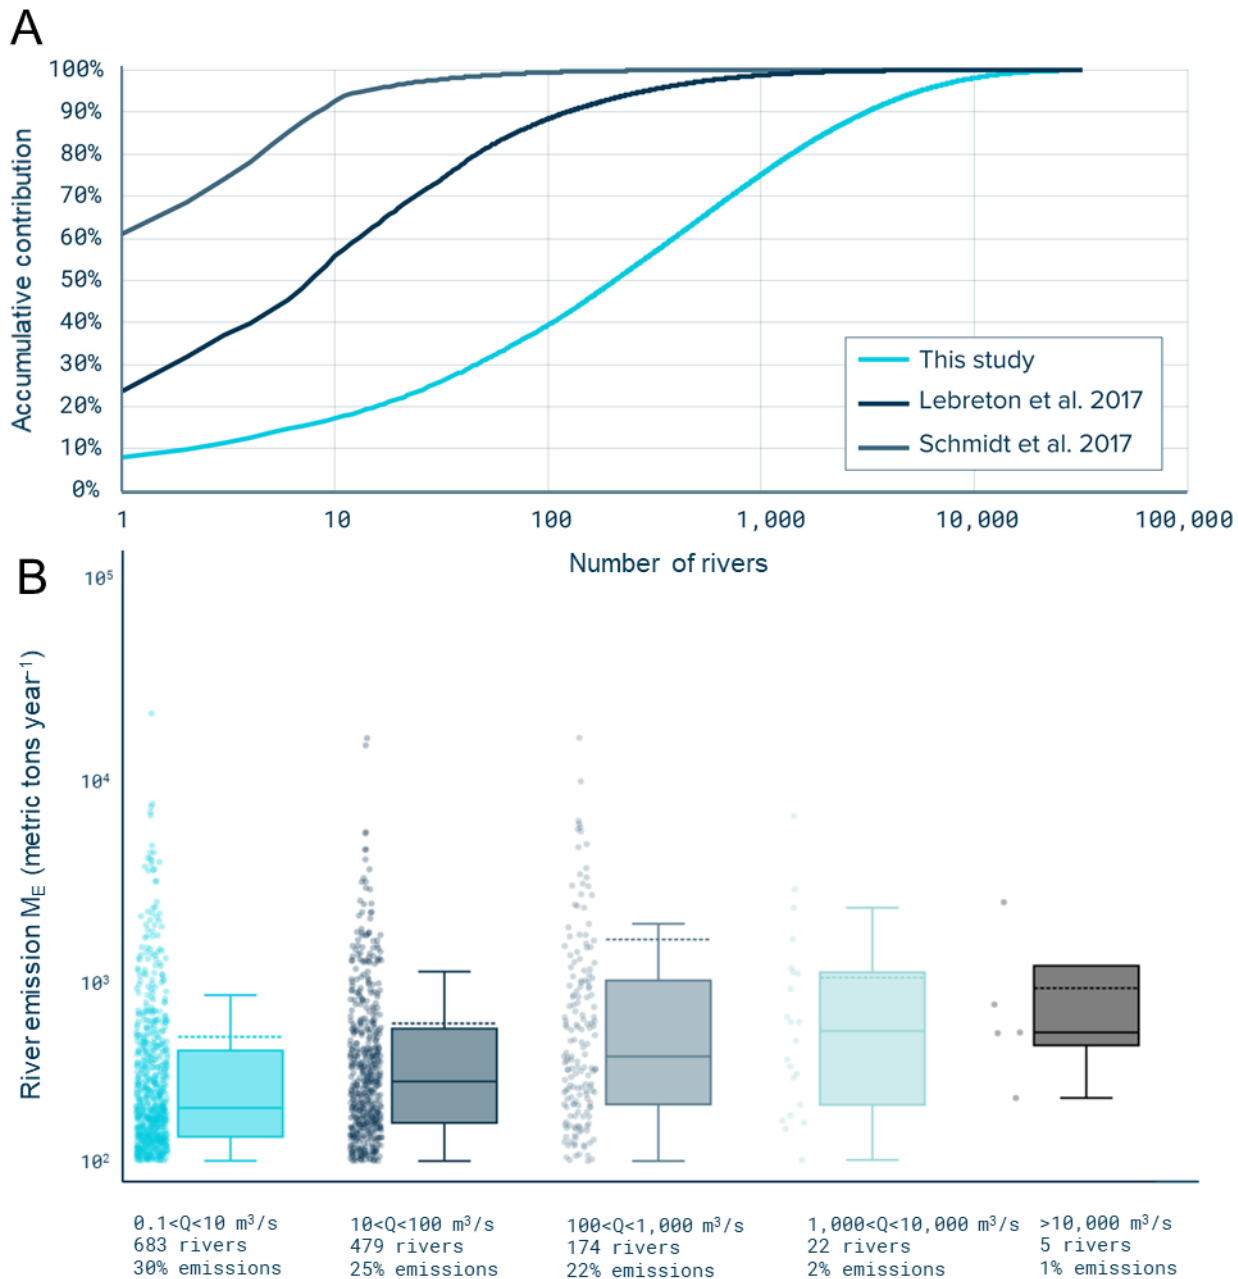 A
100%
90%
80%
70%
60%
50%
40%
30%
20%
10%
0%
Accumulative contribution
This study
Lebreton et al. 2017
Schmidt et al. 2017
1 10 100 1,000 10,000 100,000
Number of rivers
B
10⁵
10⁴
10³
10²
River emission M_E (metric tons year⁻¹)
0.1<Q<10 m³/s
683 rivers
30% emissions
10<Q<100 m³/s
479 rivers
25% emissions
100<Q<1,000 m³/s
174 rivers
22% emissions
1,000<Q<10,000 m³/s
22 rivers
2% emissions
>10,000 m³/s
5 rivers
1% emissions